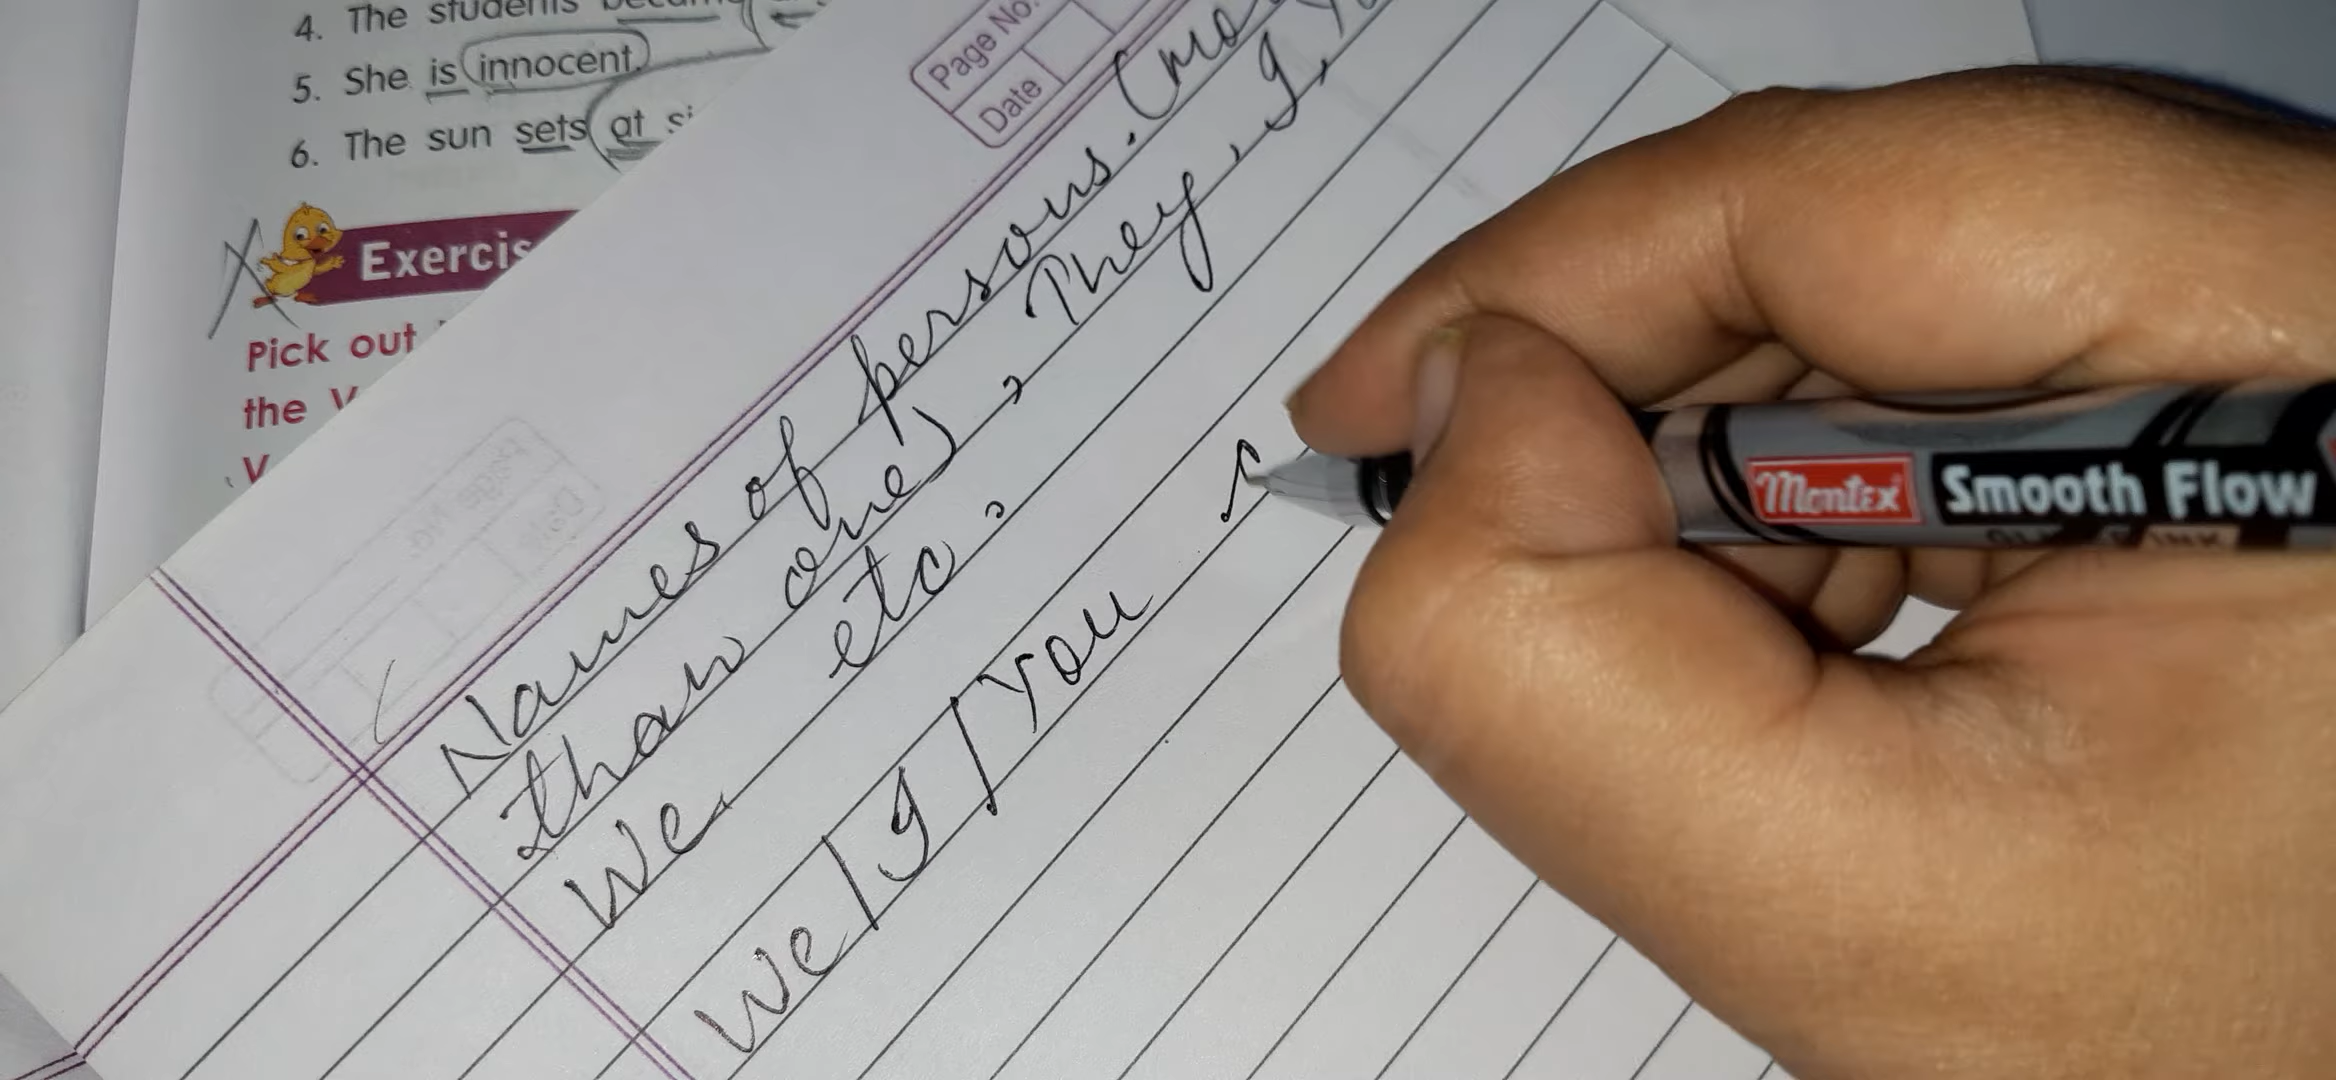 4. The students
5. She is innocent.
6. The sun sets at
Exercis
Pick out
the V
V
Page No.
Date
Names of persons. (mo
than one) , They , I,
We etc .
We / I / You
Montex Smooth Flow